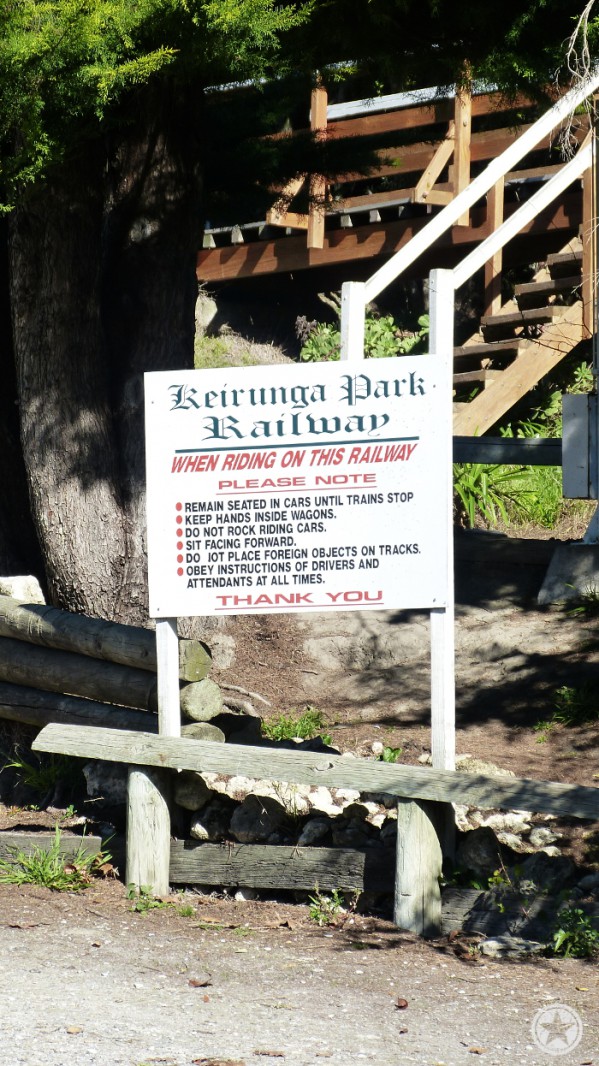 Keirunga Park
Railway
WHEN RIDING ON THIS RAILWAY
PLEASE NOTE
REMAIN SEATED IN CARS UNTIL TRAINS STOP
KEEP HANDS INSIDE WAGONS.
DO NOT ROCK RIDING CARS.
SIT FACING FORWARD.
DO IOT PLACE FOREIGN OBJECTS ON TRACKS.
OBEY INSTRUCTIONS OF DRIVERS AND
ATTENDANTS AT ALL TIMES.
THANK YOU